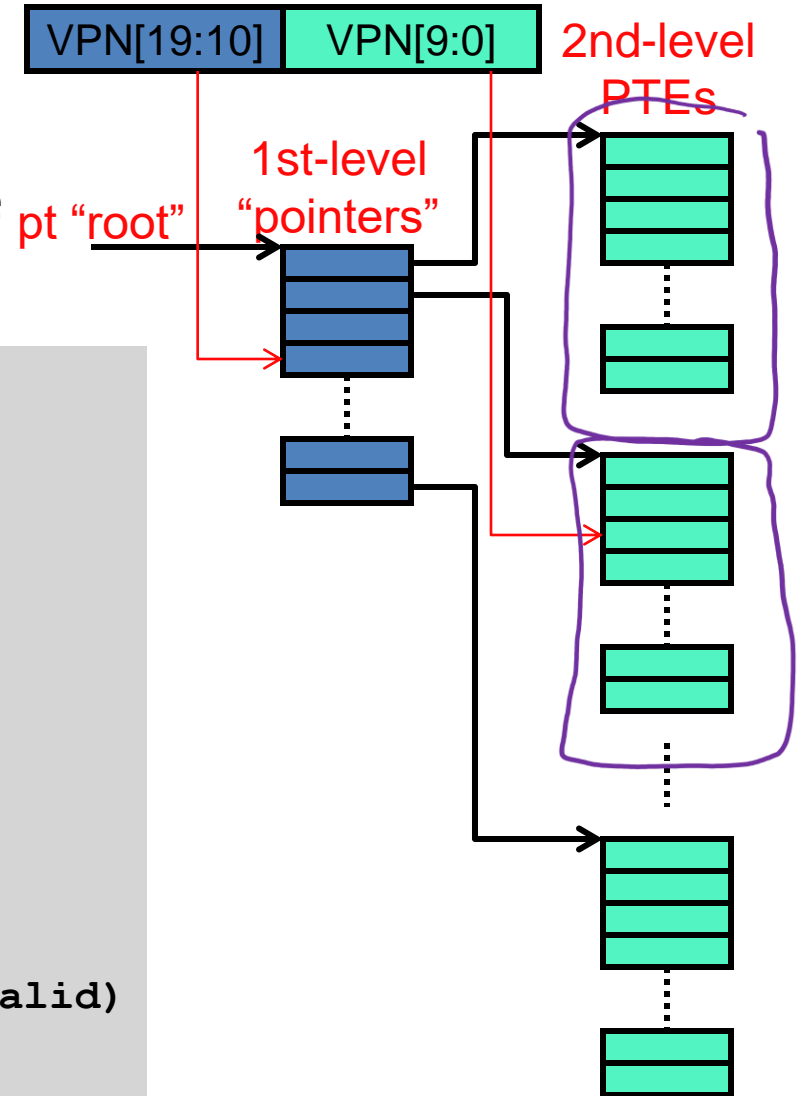 VPN[19:10] VPN[9:0]
2nd-level
PTEs
1st-level
"pointers"
pt "root"
alid)